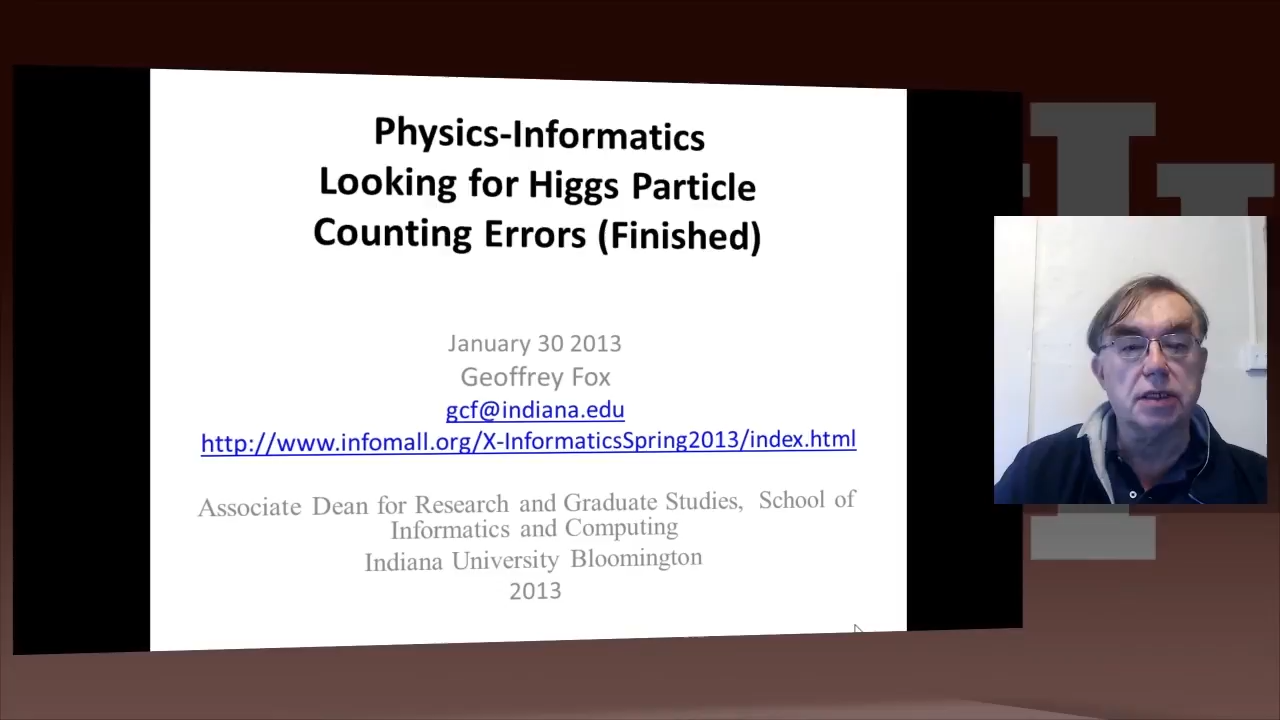 Physics-Informatics
Looking for Higgs Particle
Counting Errors (Finished)
January 30 2013
Geoffrey Fox
gcf@indiana.edu
http://www.infomall.org/X-InformaticsSpring2013/index.html
Associate Dean for Research and Graduate Studies, School of
Informatics and Computing
Indiana University Bloomington
2013